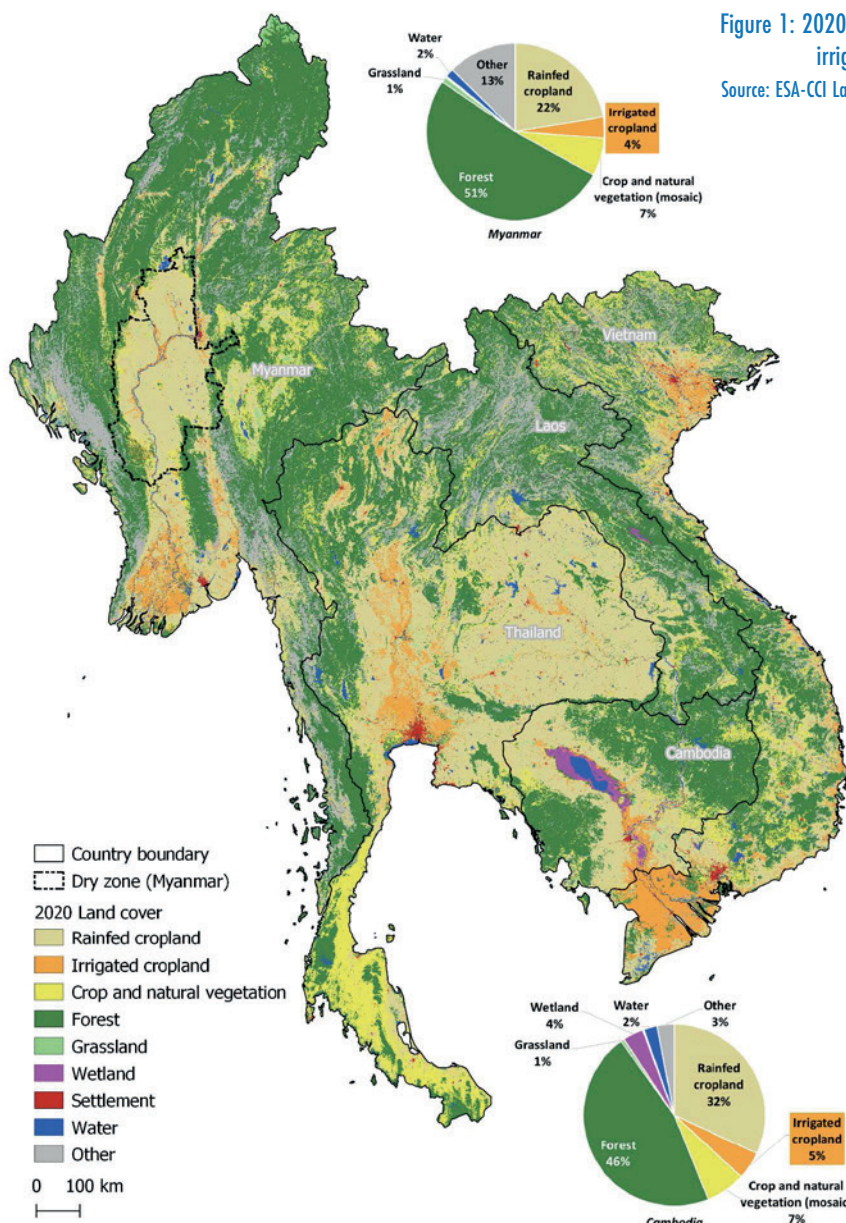 Figure 1: 2020
irrig
Source: ESA-CCI La
Water
2%
Other
13%
Grassland
1%
Rainfed
cropland
22%
Irrigated
cropland
4%
Forest
51%
Crop and natural
vegetation (mosaic)
7%
Myanmar
Vietnam
Myanmar
Laos
Thailand
Cambodia
Country boundary
Dry zone (Myanmar)
2020 Land cover
Rainfed cropland
Irrigated cropland
Crop and natural vegetation
Forest
Grassland
Wetland
Settlement
Water
Other
0 100 km
Wetland
4%
Water
2%
Other
3%
Grassland
1%
Rainfed
cropland
32%
Irrigated
cropland
5%
Forest
46%
Crop and natural
vegetation (mosaic
7%
Cambodia